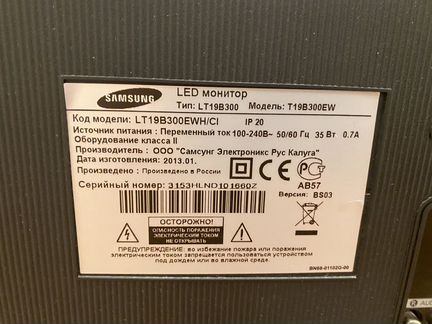 SAMSUNG
LED монитор
Тип: LT19B300 Модель: T19B300EW
Код модели: LT19B300EWH/CI IP 20
Источник питания : Переменный ток 100-240В~ 50/60 Гц 35 Вт 0.7А
Оборудование класса II
Производитель : ООО "Самсунг Электроникс Рус Калуга"
Дата изготовления : 2013.01.
Произведено : Произведено в России
Серийный номер: 3153HLND101660Z
АВ57
Версия: BS03
ОСТОРОЖНО!
ОПАСНОСТЬ ПОРАЖЕНИЯ
ЭЛЕКТРИЧЕСКИМ ТОКОМ
НЕ ОТКРЫВАТЬ
ПРЕДУПРЕЖДЕНИЕ: во избежание пожара или поражения
электрическим током запрещается пользоваться устройством
под дождем или во влажной среде.
BN68-01102G-00
R AUD